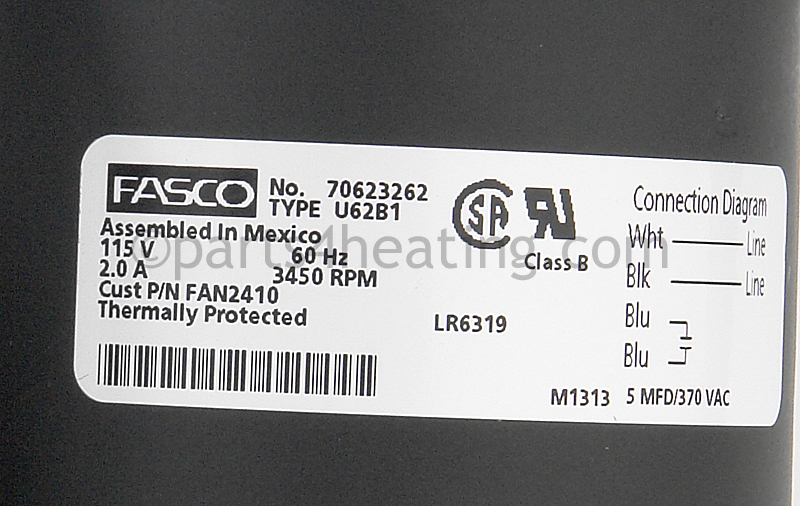 FASCO No. 70623262
TYPE U62B1
Assembled In Mexico
115 V 60 Hz
2.0 A 3450 RPM
Cust P/N FAN2410
Thermally Protected
SA
Class B
LR6319
Connection Diagram
Wht Line
Blk Line
Blu
Blu
M1313 5 MFD/370 VAC
©parts4heating.com